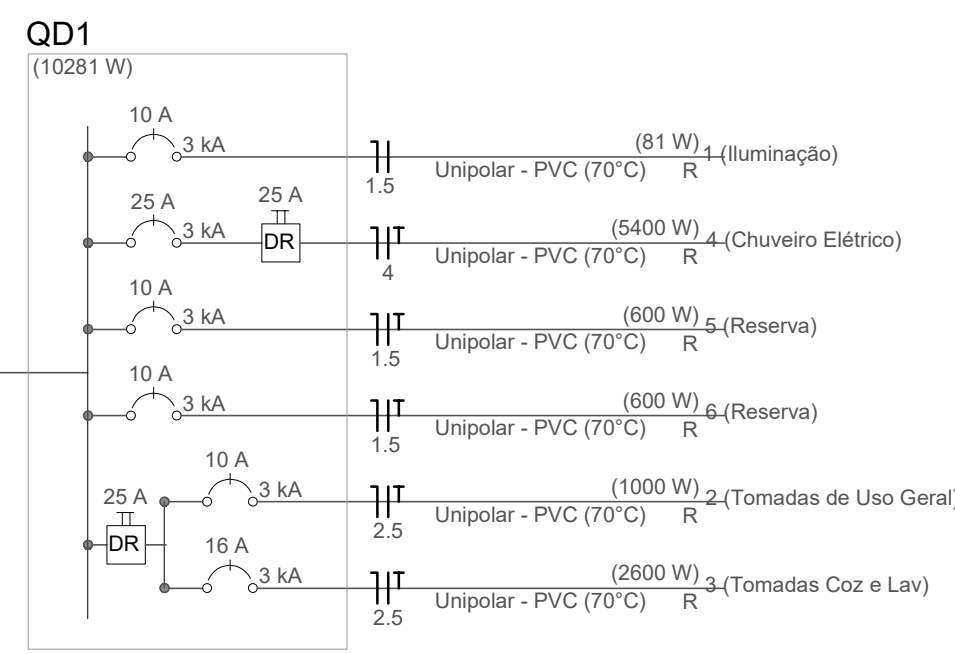 QD1
(10281 W)
10 A
3 kA
1.5
Unipolar - PVC (70°C)
(81 W)
R
1 (Iluminação)
25 A
3 kA
25 A
DR
4
Unipolar - PVC (70°C)
(5400 W)
R
4 (Chuveiro Elétrico)
10 A
3 kA
1.5
Unipolar - PVC (70°C)
(600 W)
R
5 (Reserva)
10 A
3 kA
1.5
Unipolar - PVC (70°C)
(600 W)
R
6 (Reserva)
25 A
DR
10 A
3 kA
2.5
Unipolar - PVC (70°C)
(1000 W)
R
2 (Tomadas de Uso Geral)
16 A
3 kA
2.5
Unipolar - PVC (70°C)
(2600 W)
R
3 (Tomadas Coz e Lav)